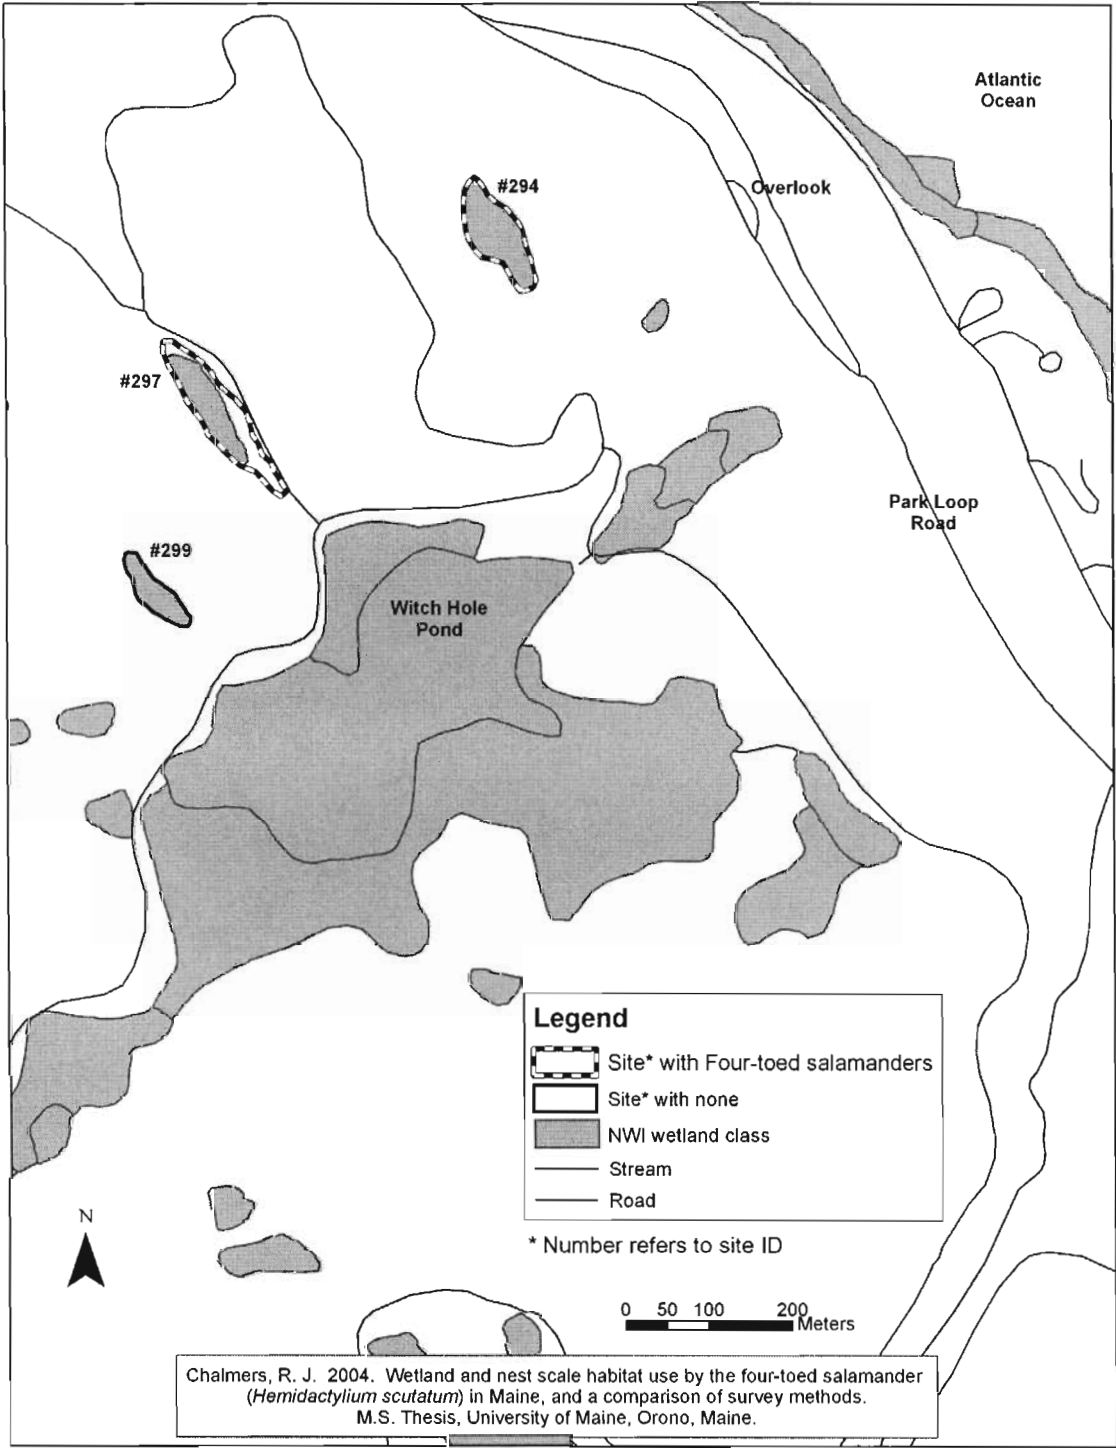 Atlantic
Ocean
#294
Overlook
#297
Park Loop
Road
#299
Witch Hole
Pond
Legend
Site* with Four-toed salamanders
Site* with none
NWI wetland class
Stream
Road
N
* Number refers to site ID
0 50 100 200
Meters
Chalmers, R. J. 2004. Wetland and nest scale habitat use by the four-toed salamander
(Hemidactylium scutatum) in Maine, and a comparison of survey methods.
M.S. Thesis, University of Maine, Orono, Maine.